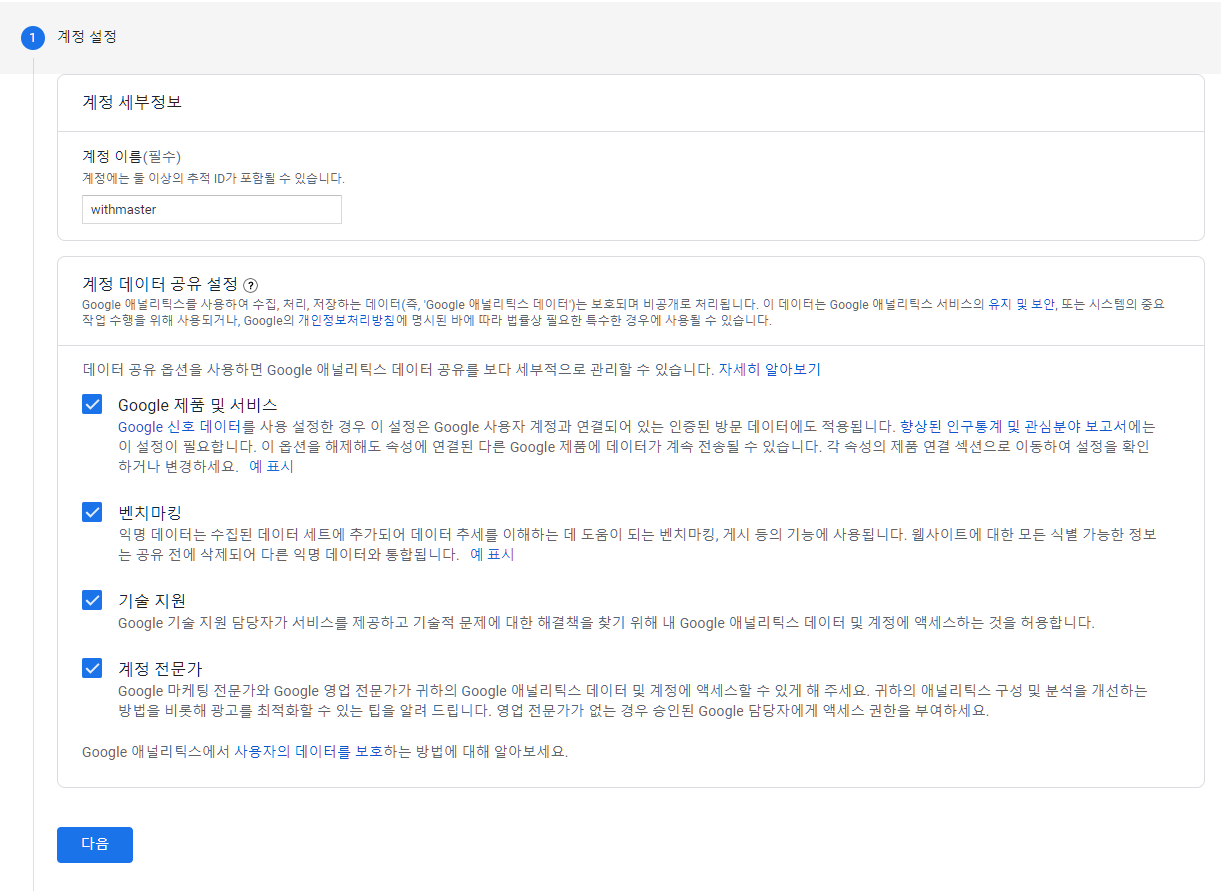 1 계정 설정
계정 세부정보
계정 이름(필수)
계정에는 둘 이상의 추적 ID가 포함될 수 있습니다.
withmaster
계정 데이터 공유 설정 ?
Google 애널리틱스를 사용하여 수집, 처리, 저장하는 데이터(즉, 'Google 애널리틱스 데이터')는 보호되며 비공개로 처리됩니다. 이 데이터는 Google 애널리틱스 서비스의 유지 및 보안, 또는 시스템의 중요
작업 수행을 위해 사용되거나, Google의 개인정보처리방침에 명시된 바에 따라 법률상 필요한 특수한 경우에 사용될 수 있습니다.
데이터 공유 옵션을 사용하면 Google 애널리틱스 데이터 공유를 보다 세부적으로 관리할 수 있습니다. 자세히 알아보기
Google 제품 및 서비스
Google 신호 데이터를 사용 설정한 경우 이 설정은 Google 사용자 계정과 연결되어 있는 인증된 방문 데이터에도 적용됩니다. 향상된 인구통계 및 관심분야 보고서에는
이 설정이 필요합니다. 이 옵션을 해제해도 속성에 연결된 다른 Google 제품에 데이터가 계속 전송될 수 있습니다. 각 속성의 제품 연결 섹션으로 이동하여 설정을 확인
하거나 변경하세요. 예 표시
벤치마킹
익명 데이터는 수집된 데이터 세트에 추가되어 데이터 추세를 이해하는 데 도움이 되는 벤치마킹, 게시 등의 기능에 사용됩니다. 웹사이트에 대한 모든 식별 가능한 정보
는 공유 전에 삭제되어 다른 익명 데이터와 통합됩니다. 예 표시
기술 지원
Google 기술 지원 담당자가 서비스를 제공하고 기술적 문제에 대한 해결책을 찾기 위해 내 Google 애널리틱스 데이터 및 계정에 액세스하는 것을 허용합니다.
계정 전문가
Google 마케팅 전문가와 Google 영업 전문가가 귀하의 Google 애널리틱스 데이터 및 계정에 액세스할 수 있게 해 주세요. 귀하의 애널리틱스 구성 및 분석을 개선하는
방법을 비롯해 광고를 최적화할 수 있는 팁을 알려 드립니다. 영업 전문가가 없는 경우 승인된 Google 담당자에게 액세스 권한을 부여하세요.
Google 애널리틱스에서 사용자의 데이터를 보호하는 방법에 대해 알아보세요.
다음